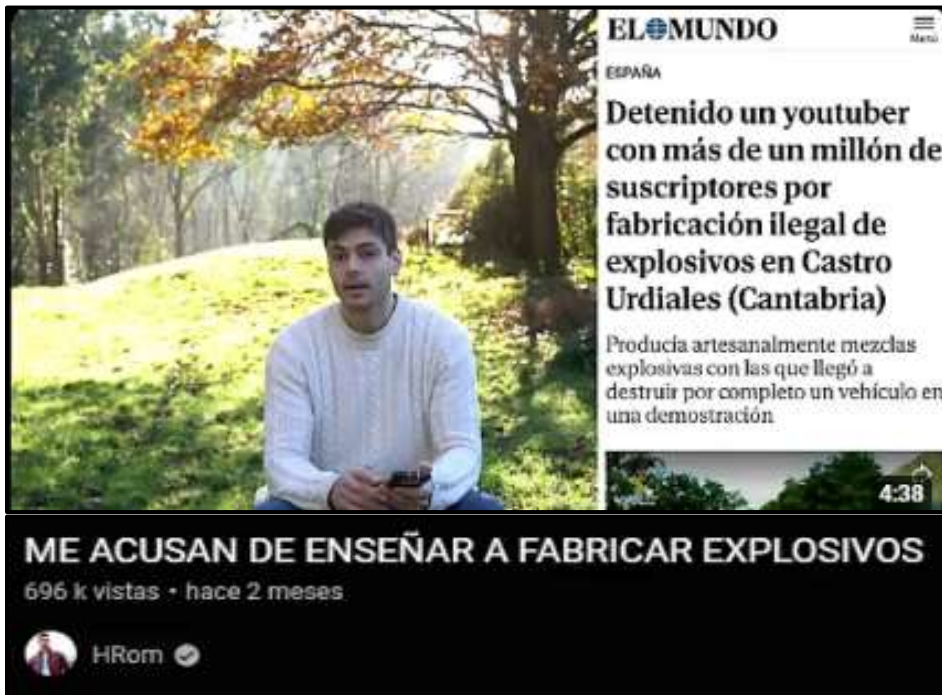 EL MUNDO
Menú
ESPAÑA
Detenido un youtuber
con más de un millón de
suscriptores por
fabricación ilegal de
explosivos en Castro
Urdiales (Cantabria)
Producía artesanalmente mezclas
explosivas con las que llegó a
destruir por completo un vehículo en
una demostración
4:38
ME ACUSAN DE ENSEÑAR A FABRICAR EXPLOSIVOS
696 k vistas • hace 2 meses
HRom